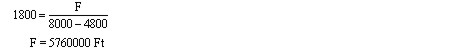 1800 = F / 8000 – 4800
F = 5760000 Ft